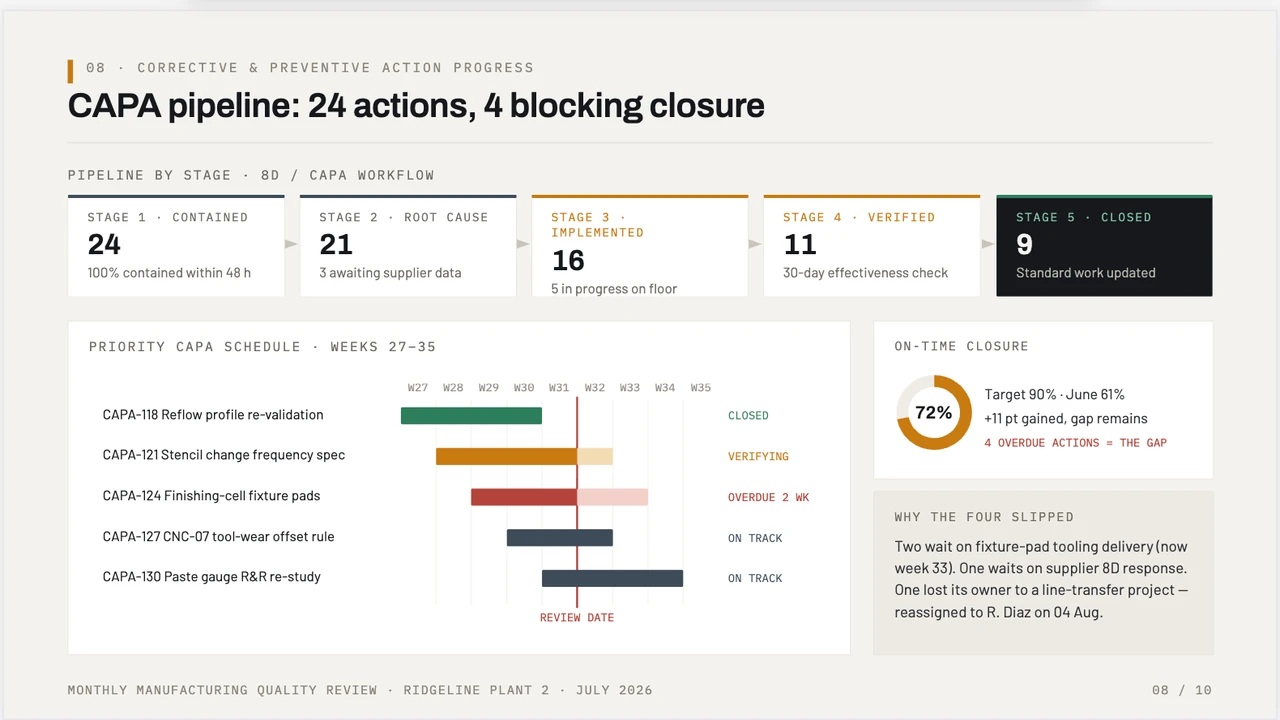 08 · CORRECTIVE & PREVENTIVE ACTION PROGRESS
CAPA pipeline: 24 actions, 4 blocking closure
PIPELINE BY STAGE · 8D / CAPA WORKFLOW
STAGE 1 · CONTAINED
24
100% contained within 48 h
STAGE 2 · ROOT CAUSE
21
3 awaiting supplier data
STAGE 3 ·
IMPLEMENTED
16
5 in progress on floor
STAGE 4 · VERIFIED
11
30-day effectiveness check
STAGE 5 · CLOSED
9
Standard work updated
PRIORITY CAPA SCHEDULE · WEEKS 27–35
W27 W28 W29 W30 W31 W32 W33 W34 W35
CAPA-118 Reflow profile re-validation CLOSED
CAPA-121 Stencil change frequency spec VERIFYING
CAPA-124 Finishing-cell fixture pads OVERDUE 2 WK
CAPA-127 CNC-07 tool-wear offset rule ON TRACK
CAPA-130 Paste gauge R&R re-study ON TRACK
REVIEW DATE
ON-TIME CLOSURE
72%
Target 90% · June 61%
+11 pt gained, gap remains
4 OVERDUE ACTIONS = THE GAP
WHY THE FOUR SLIPPED
Two wait on fixture-pad tooling delivery (now
week 33). One waits on supplier 8D response.
One lost its owner to a line-transfer project —
reassigned to R. Diaz on 04 Aug.
MONTHLY MANUFACTURING QUALITY REVIEW · RIDGELINE PLANT 2 · JULY 2026
08 / 10